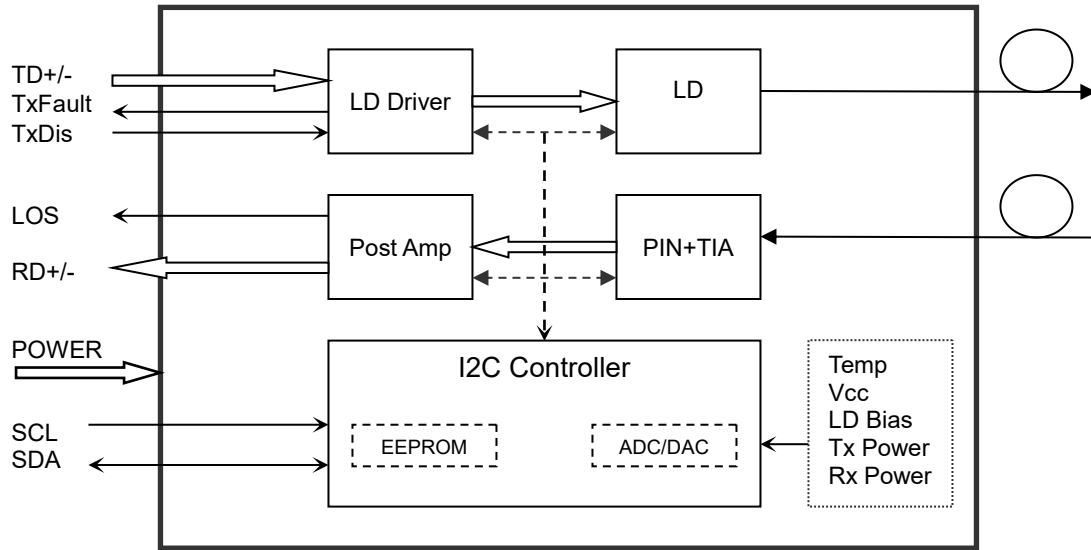 TD+/-
TxFault
TxDis
LD Driver
LD
LOS
RD+/-
Post Amp
PIN+TIA
POWER
SCL
SDA
I2C Controller
EEPROM
ADC/DAC
Temp
Vcc
LD Bias
Tx Power
Rx Power